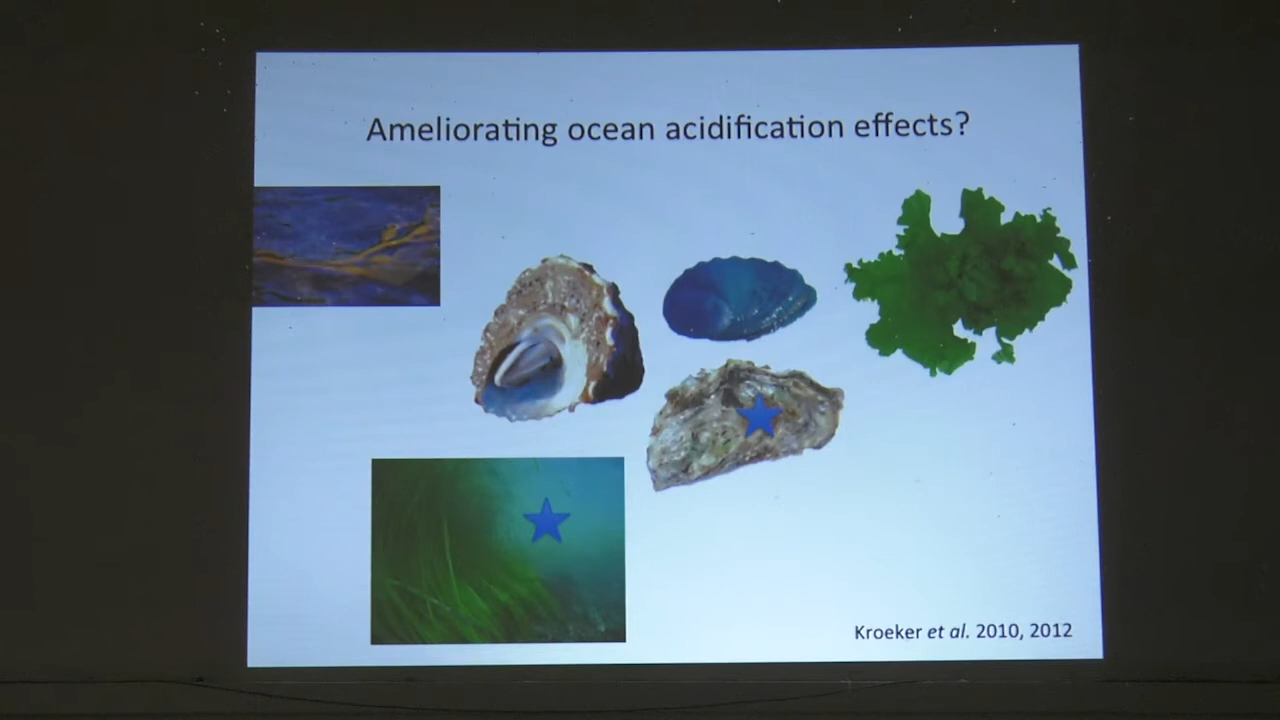 Ameliorating ocean acidification effects?
Kroeker et al. 2010, 2012